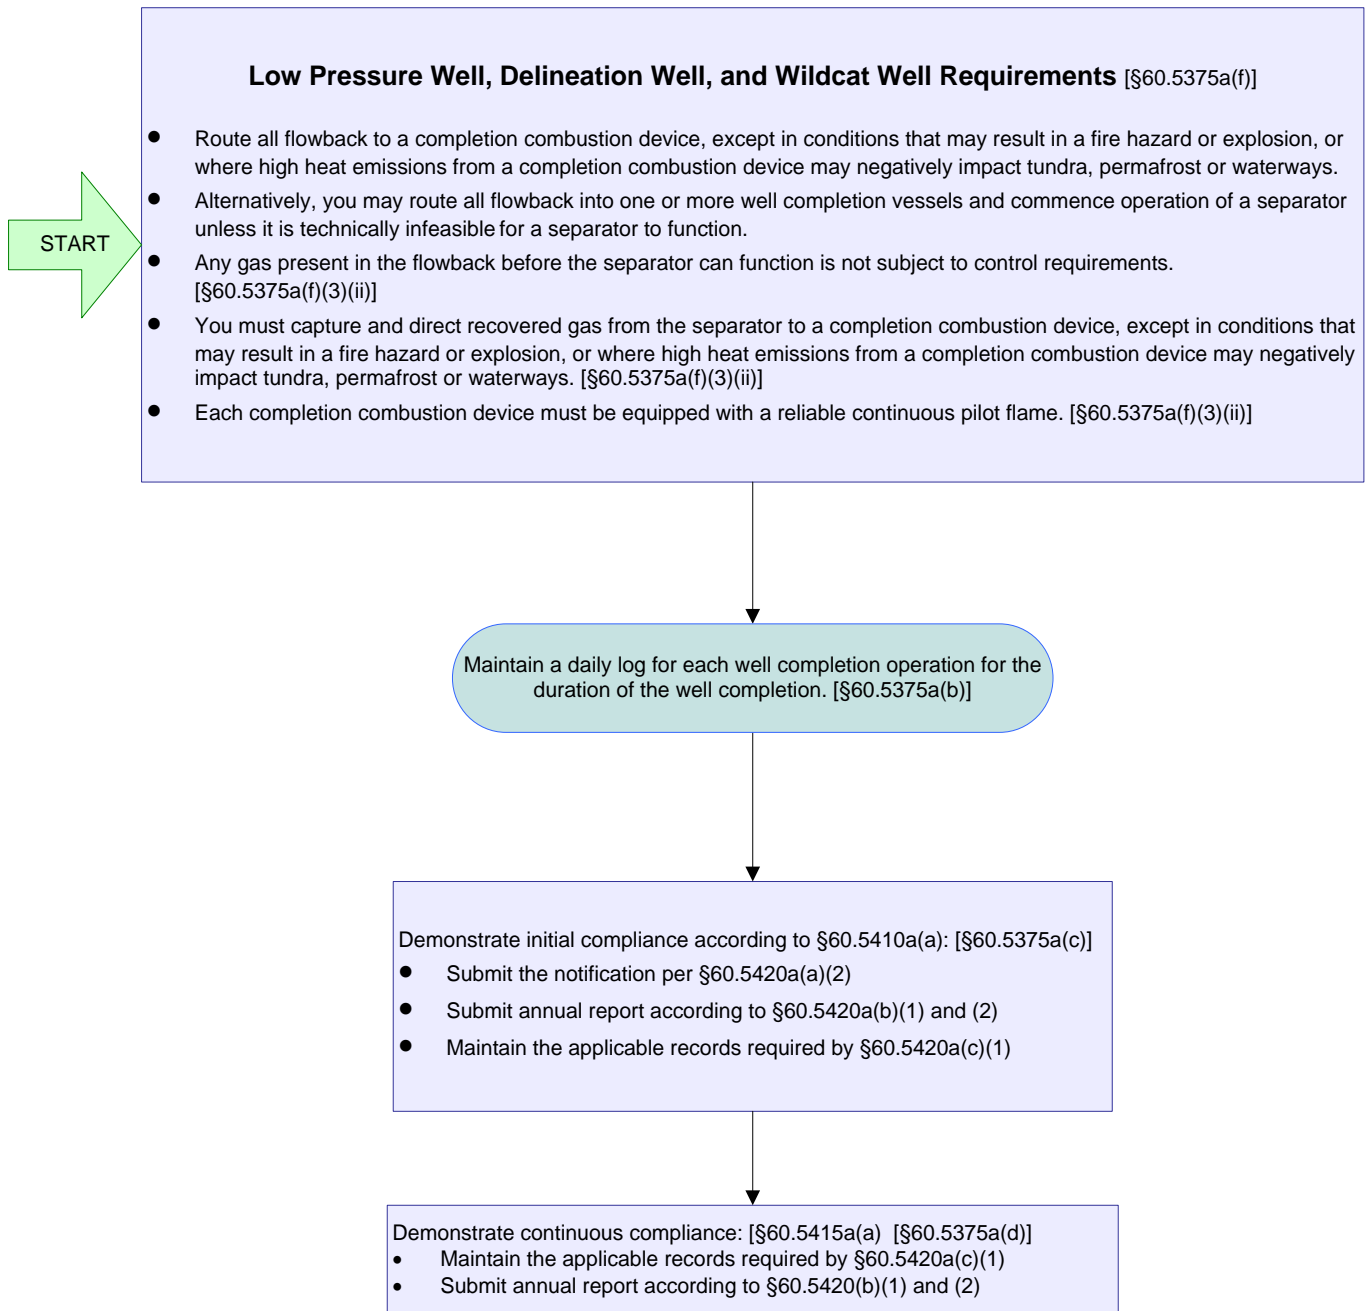 Low Pressure Well, Delineation Well, and Wildcat Well Requirements [§60.5375a(f)]
● Route all flowback to a completion combustion device, except in conditions that may result in a fire hazard or explosion, or
where high heat emissions from a completion combustion device may negatively impact tundra, permafrost or waterways.
● Alternatively, you may route all flowback into one or more well completion vessels and commence operation of a separator
unless it is technically infeasible for a separator to function.
START
● Any gas present in the flowback before the separator can function is not subject to control requirements.
[§60.5375a(f)(3)(ii)]
● You must capture and direct recovered gas from the separator to a completion combustion device, except in conditions that
may result in a fire hazard or explosion, or where high heat emissions from a completion combustion device may negatively
impact tundra, permafrost or waterways. [§60.5375a(f)(3)(ii)]
● Each completion combustion device must be equipped with a reliable continuous pilot flame. [§60.5375a(f)(3)(ii)]
Maintain a daily log for each well completion operation for the
duration of the well completion. [§60.5375a(b)]
Demonstrate initial compliance according to §60.5410a(a): [§60.5375a(c)]
● Submit the notification per §60.5420a(a)(2)
● Submit annual report according to §60.5420a(b)(1) and (2)
● Maintain the applicable records required by §60.5420a(c)(1)
Demonstrate continuous compliance: [§60.5415a(a) [§60.5375a(d)]
• Maintain the applicable records required by §60.5420a(c)(1)
• Submit annual report according to §60.5420(b)(1) and (2)